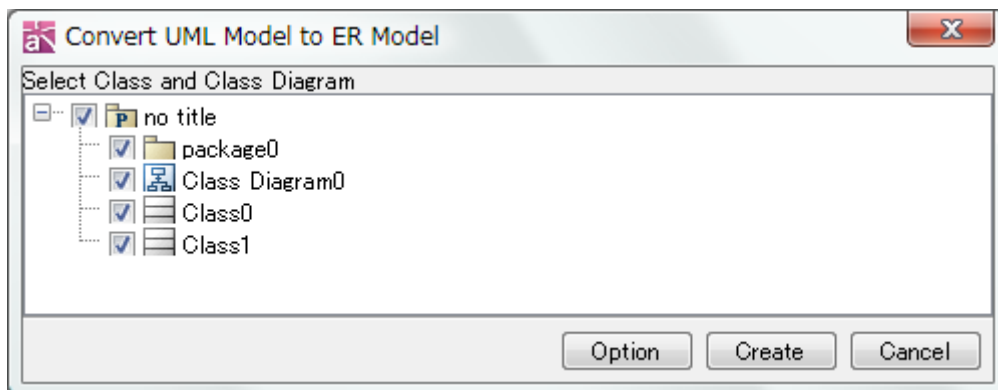 Convert UML Model to ER Model
Select Class and Class Diagram
no title
package0
Class Diagram0
Class0
Class1
Option Create Cancel